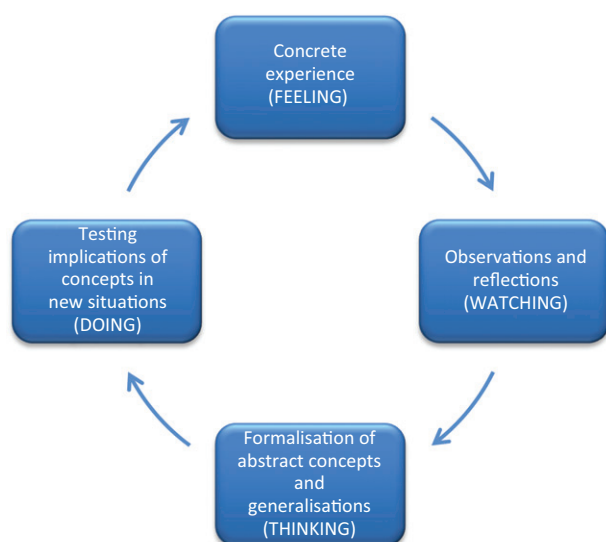 Concrete
experience
(FEELING)
Observations and
reflections
(WATCHING)
Formalisation of
abstract concepts
and
generalisations
(THINKING)
Testing
implications of
concepts in
new situations
(DOING)